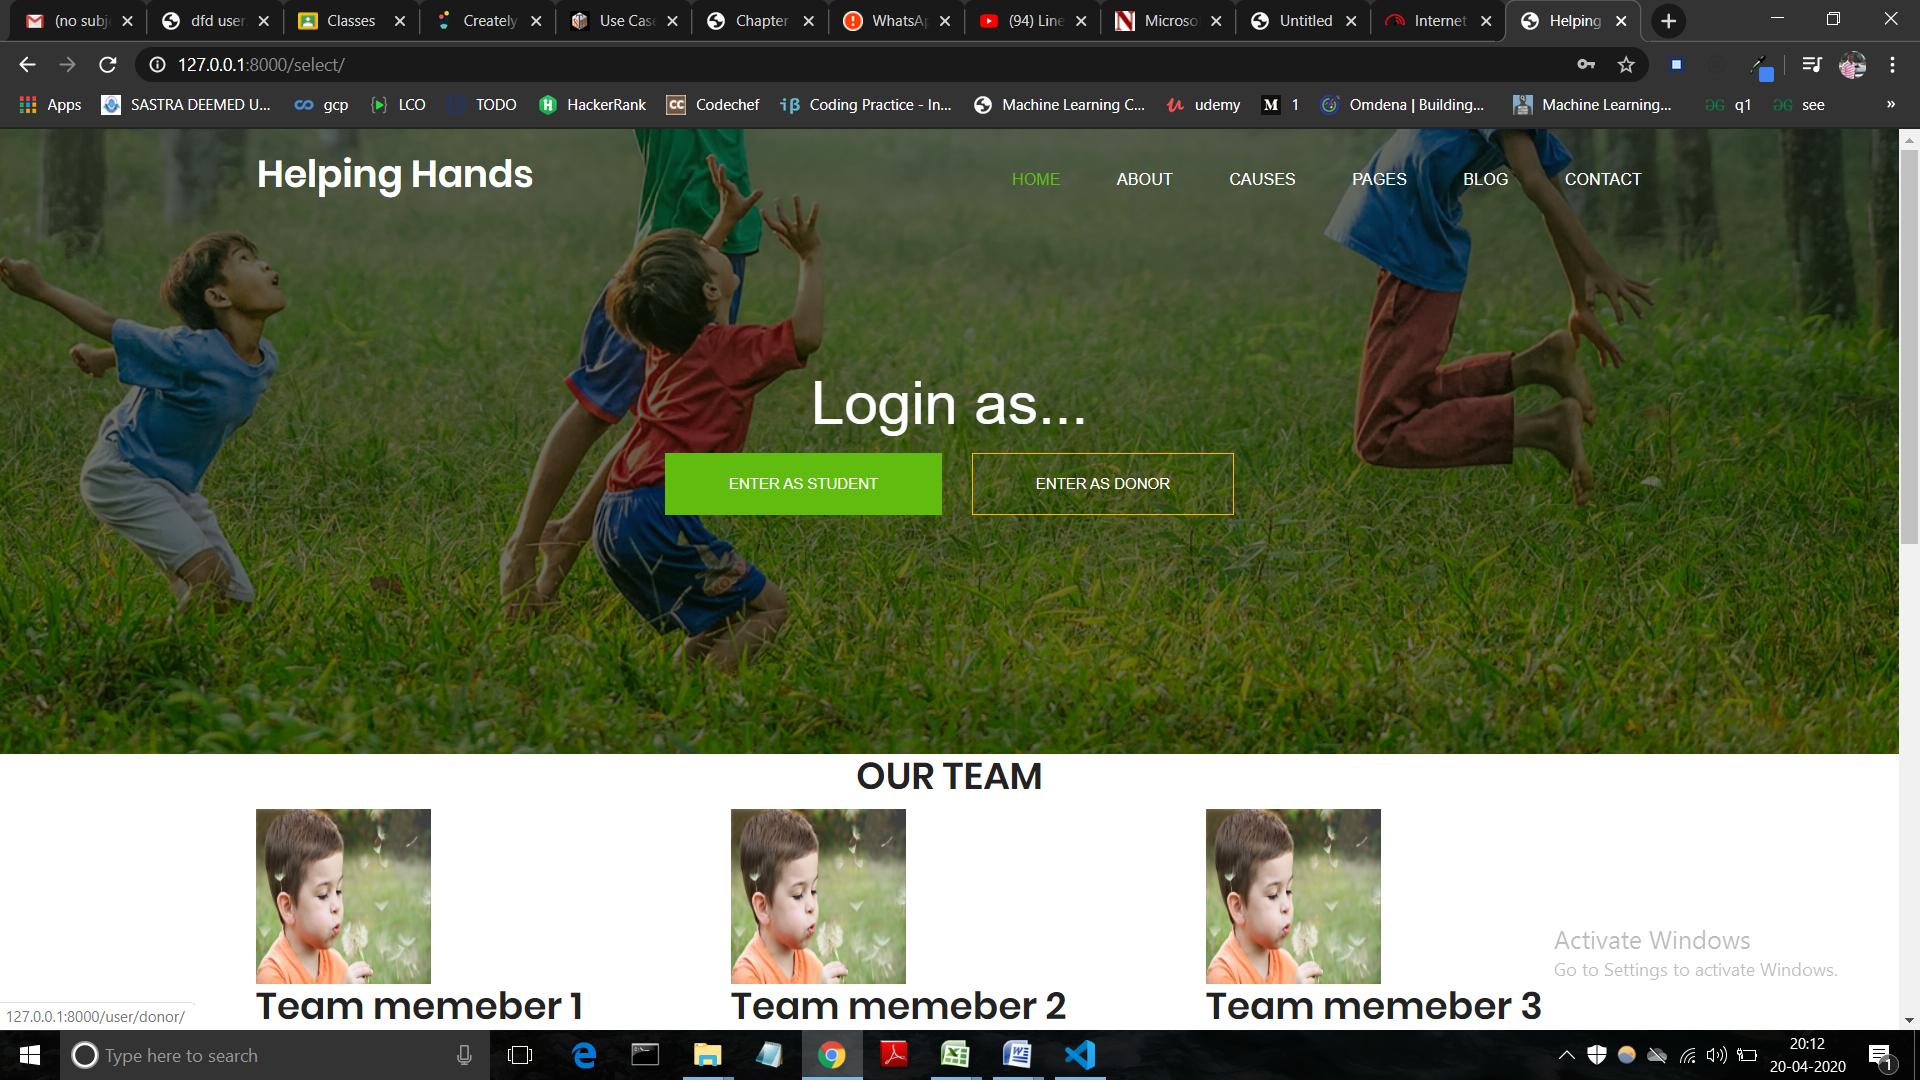 (no subj
dfd user
Classes
Creately
Use Case
Chapter
WhatsAp
(94) Line
Microso
Untitled
Internet
Helping
127.0.0.1:8000/select/
Apps
SASTRA DEEMED U...
gcp
LCO
TODO
HackerRank
Codechef
Coding Practice - In...
Machine Learning C...
udemy
1
Omdena | Building...
Machine Learning...
q1
see
»
Helping Hands
HOME
ABOUT
CAUSES
PAGES
BLOG
CONTACT
Login as...
ENTER AS STUDENT
ENTER AS DONOR
OUR TEAM
Team memeber 1
Team memeber 2
Team memeber 3
Activate Windows
Go to Settings to activate Windows.
127.0.0.1:8000/user/donor/
Type here to search
20:12
20-04-2020
1